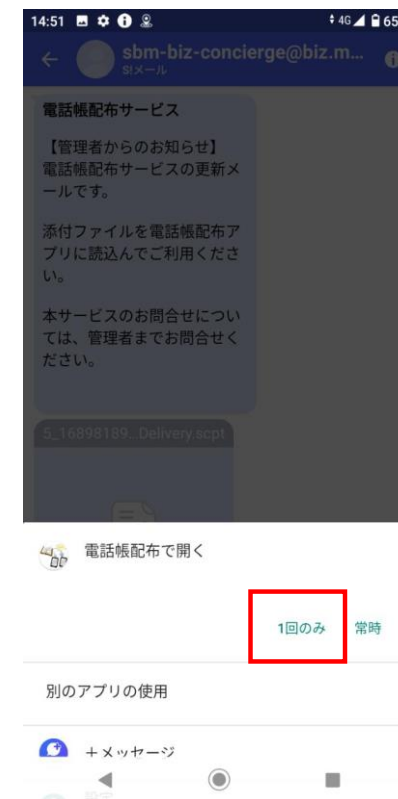 14:51
4G 65
sbm-biz-concierge@biz.m...
S!メール
電話帳配布サービス
【管理者からのお知らせ】
電話帳配布サービスの更新メ
ールです。
添付ファイルを電話帳配布ア
プリに読込んでご利用くださ
い。
本サービスのお問合せについ
ては、管理者までお問合せく
ださい。
5_16898189...Delivery.scpt
電話帳配布で開く
1回のみ 常時
別のアプリの使用
+メッセージ